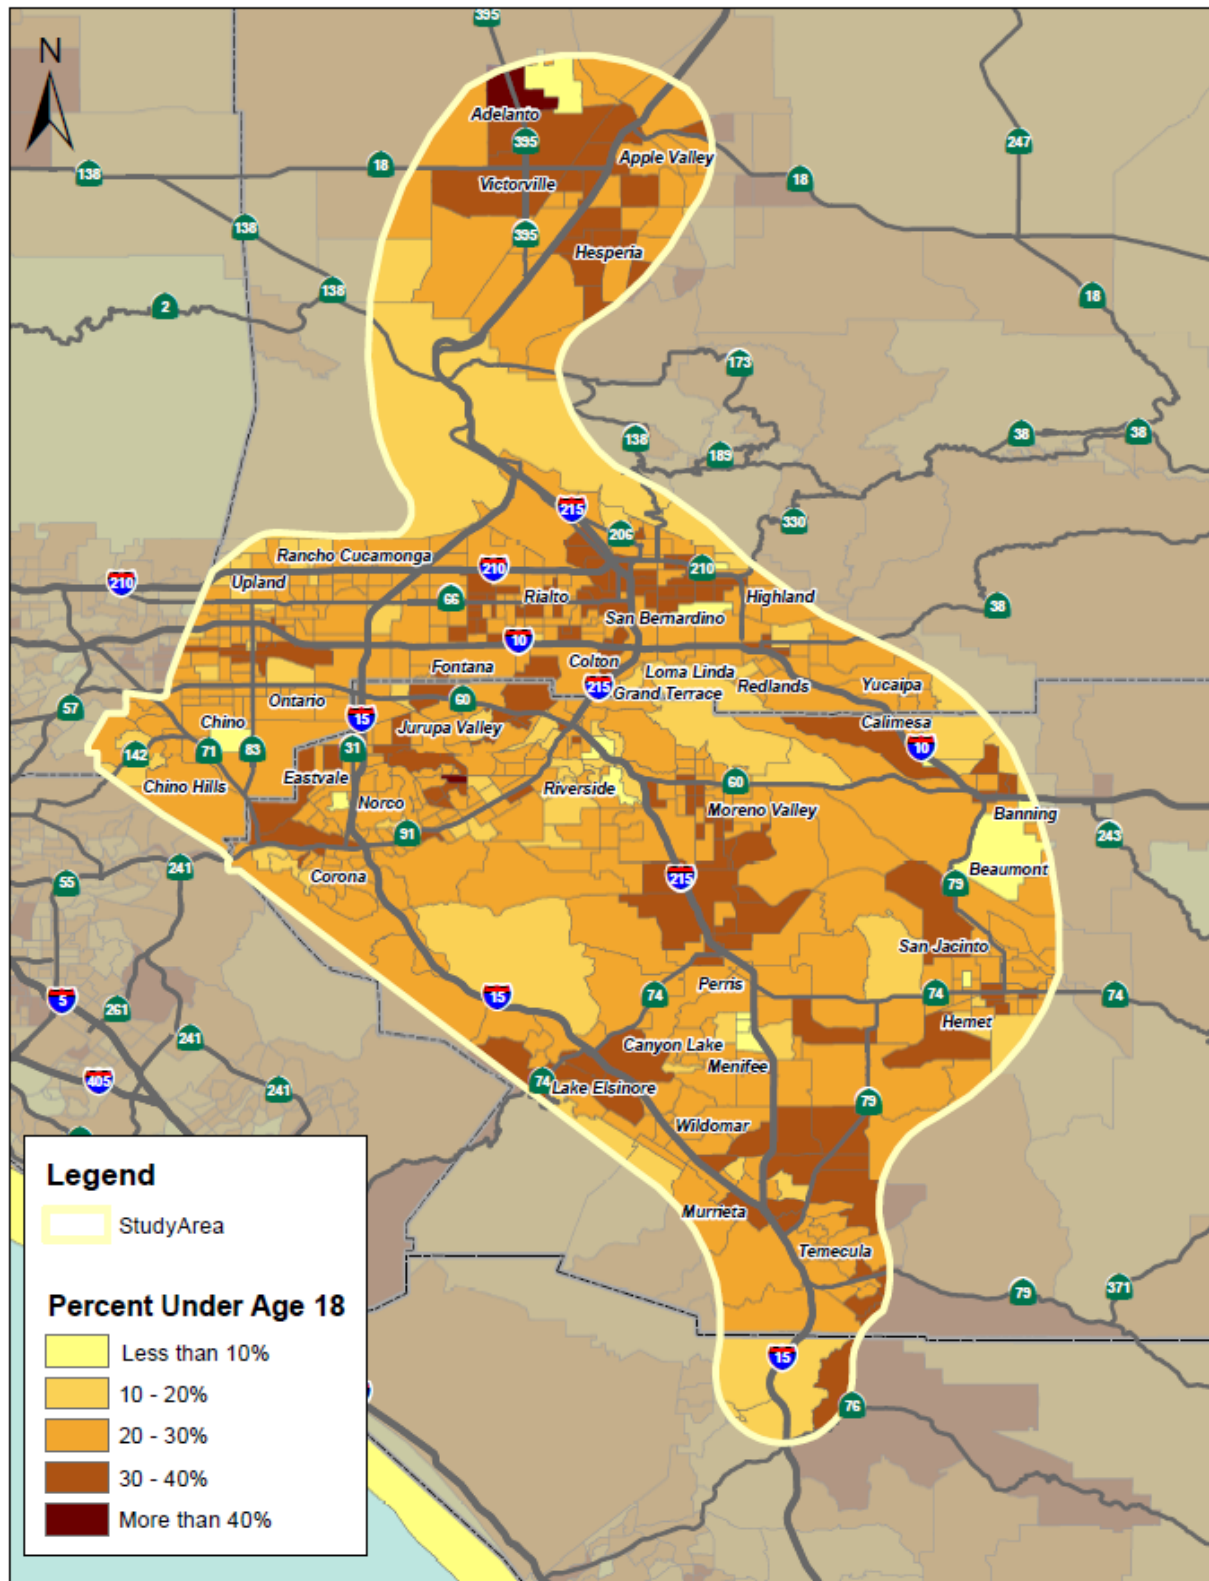 395
N
Adelanto
395
247
138
18
Apple Valley
18
Victorville
138
395
Hesperia
138
2
18
173
138
38
38
189
215
330
206
Rancho Cucamonga
210
210
210
Upland
66
Rialto
Highland
38
San Bernardino
10
Colton
Fontana
Loma Linda
215
Grand Terrace
Redlands
Yucaipa
57
Ontario
60
15
Chino
Jurupa Valley
Calimesa
142
71
83
31
10
Eastvale
Chino Hills
Riverside
60
Norco
Moreno Valley
Banning
91
243
241
Corona
215
55
79
Beaumont
San Jacinto
5
15
Perris
74
74
74
261
Hemet
241
Canyon Lake
Menifee
405
74
Lake Elsinore
241
79
Wildomar
Murrieta
Temecula
79
371
15
76
Legend
StudyArea
Percent Under Age 18
Less than 10%
10 - 20%
20 - 30%
30 - 40%
More than 40%